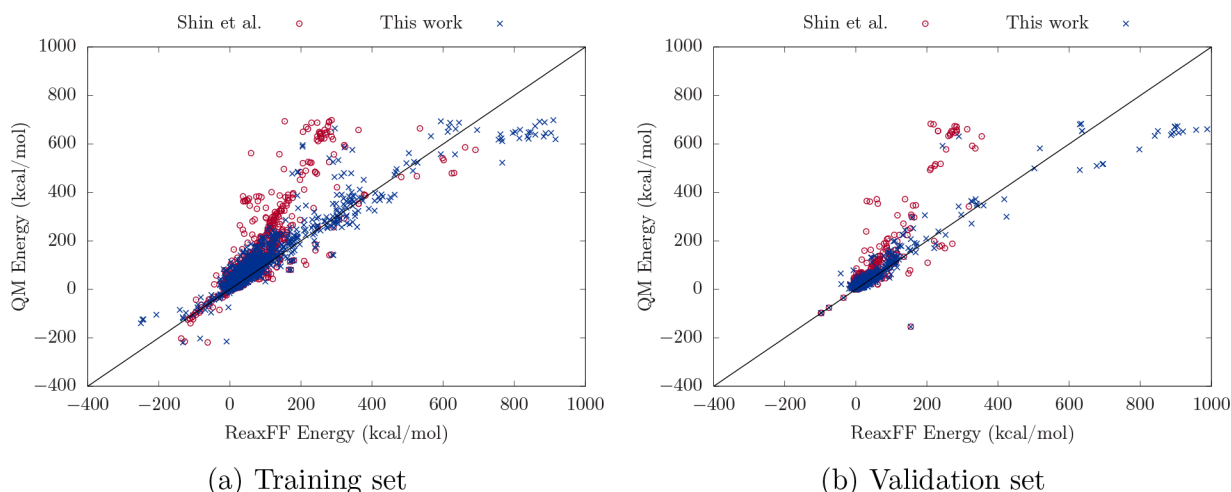 Shin et al. This work
1000
800
600
400
200
0
−200
−400
−400 −200 0 200 400 600 800 1000
QM Energy (kcal/mol)
ReaxFF Energy (kcal/mol)
(a) Training set
Shin et al. This work
1000
800
600
400
200
0
−200
−400
−400 −200 0 200 400 600 800 1000
QM Energy (kcal/mol)
ReaxFF Energy (kcal/mol)
(b) Validation set